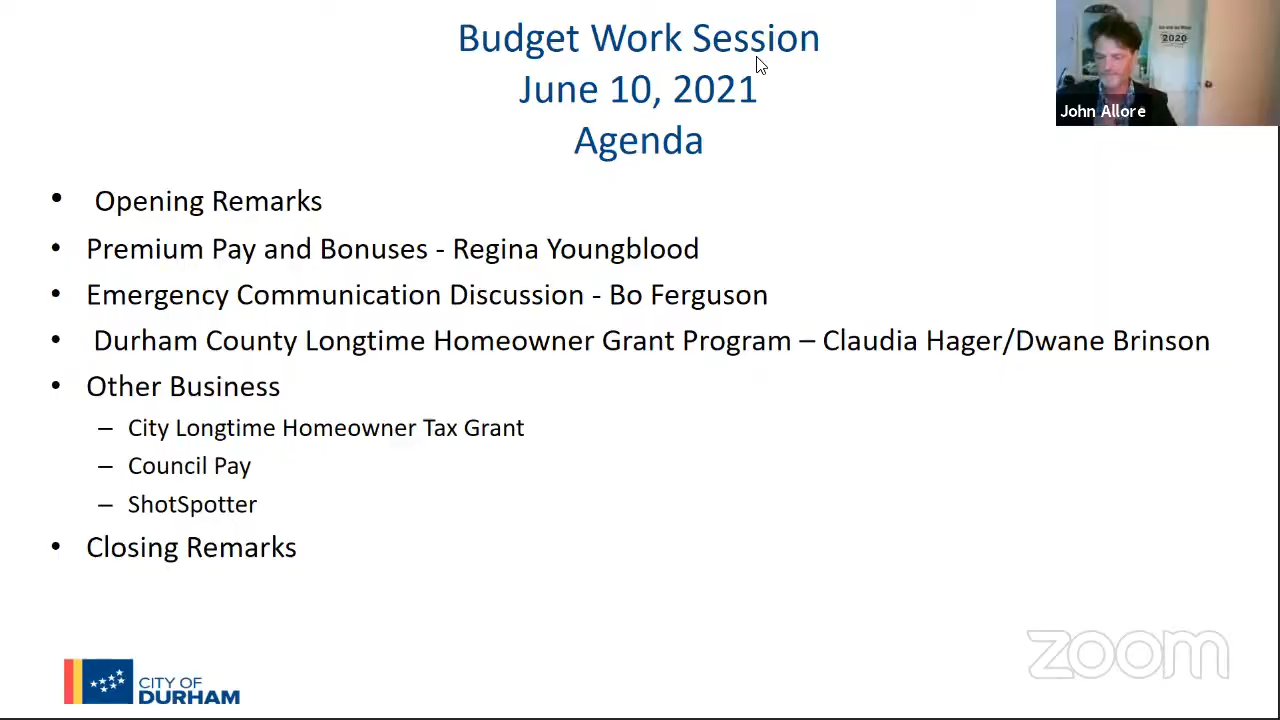 Budget Work Session
June 10, 2021
Agenda
2020
John Allore
• Opening Remarks
• Premium Pay and Bonuses - Regina Youngblood
• Emergency Communication Discussion - Bo Ferguson
• Durham County Longtime Homeowner Grant Program – Claudia Hager/Dwane Brinson
• Other Business
– City Longtime Homeowner Tax Grant
– Council Pay
– ShotSpotter
• Closing Remarks
zoom
CITY OF
DURHAM